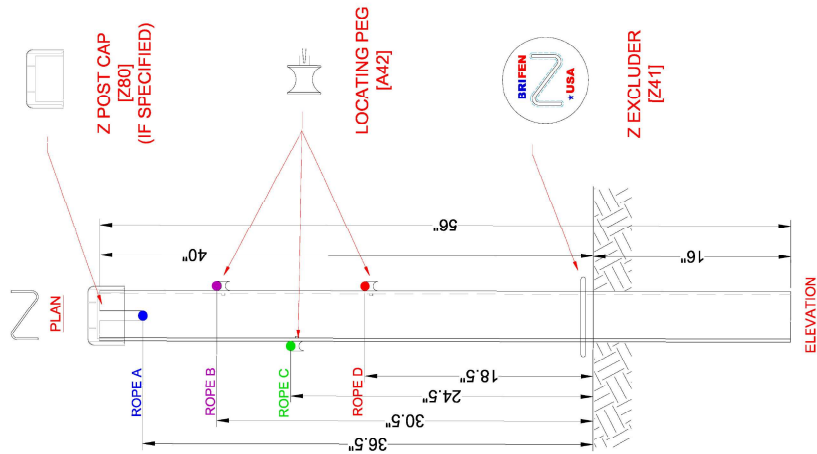 Z POST CAP
[Z80]
(IF SPECIFIED)
LOCATING PEG
[A42]
BRIFEN
*USA
Z EXCLUDER
[Z41]
PLAN
56"
40"
16"
ROPE A
ROPE B
ROPE C
ROPE D
18.5"
24.5"
30.5"
36.5"
ELEVATION